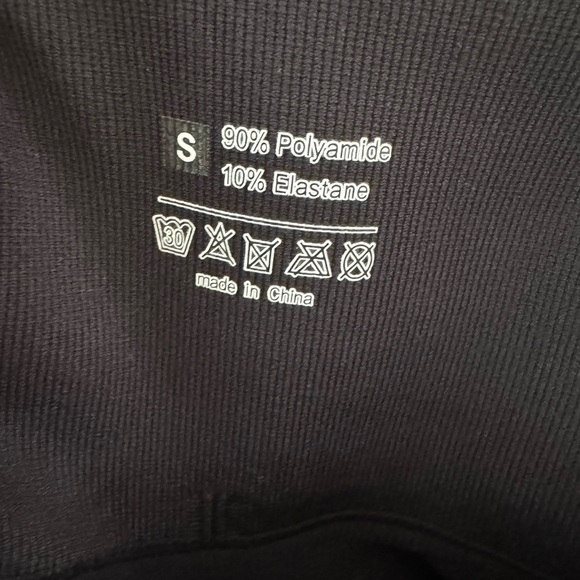 S
90% Polyamide
10% Elastane
30
made in China